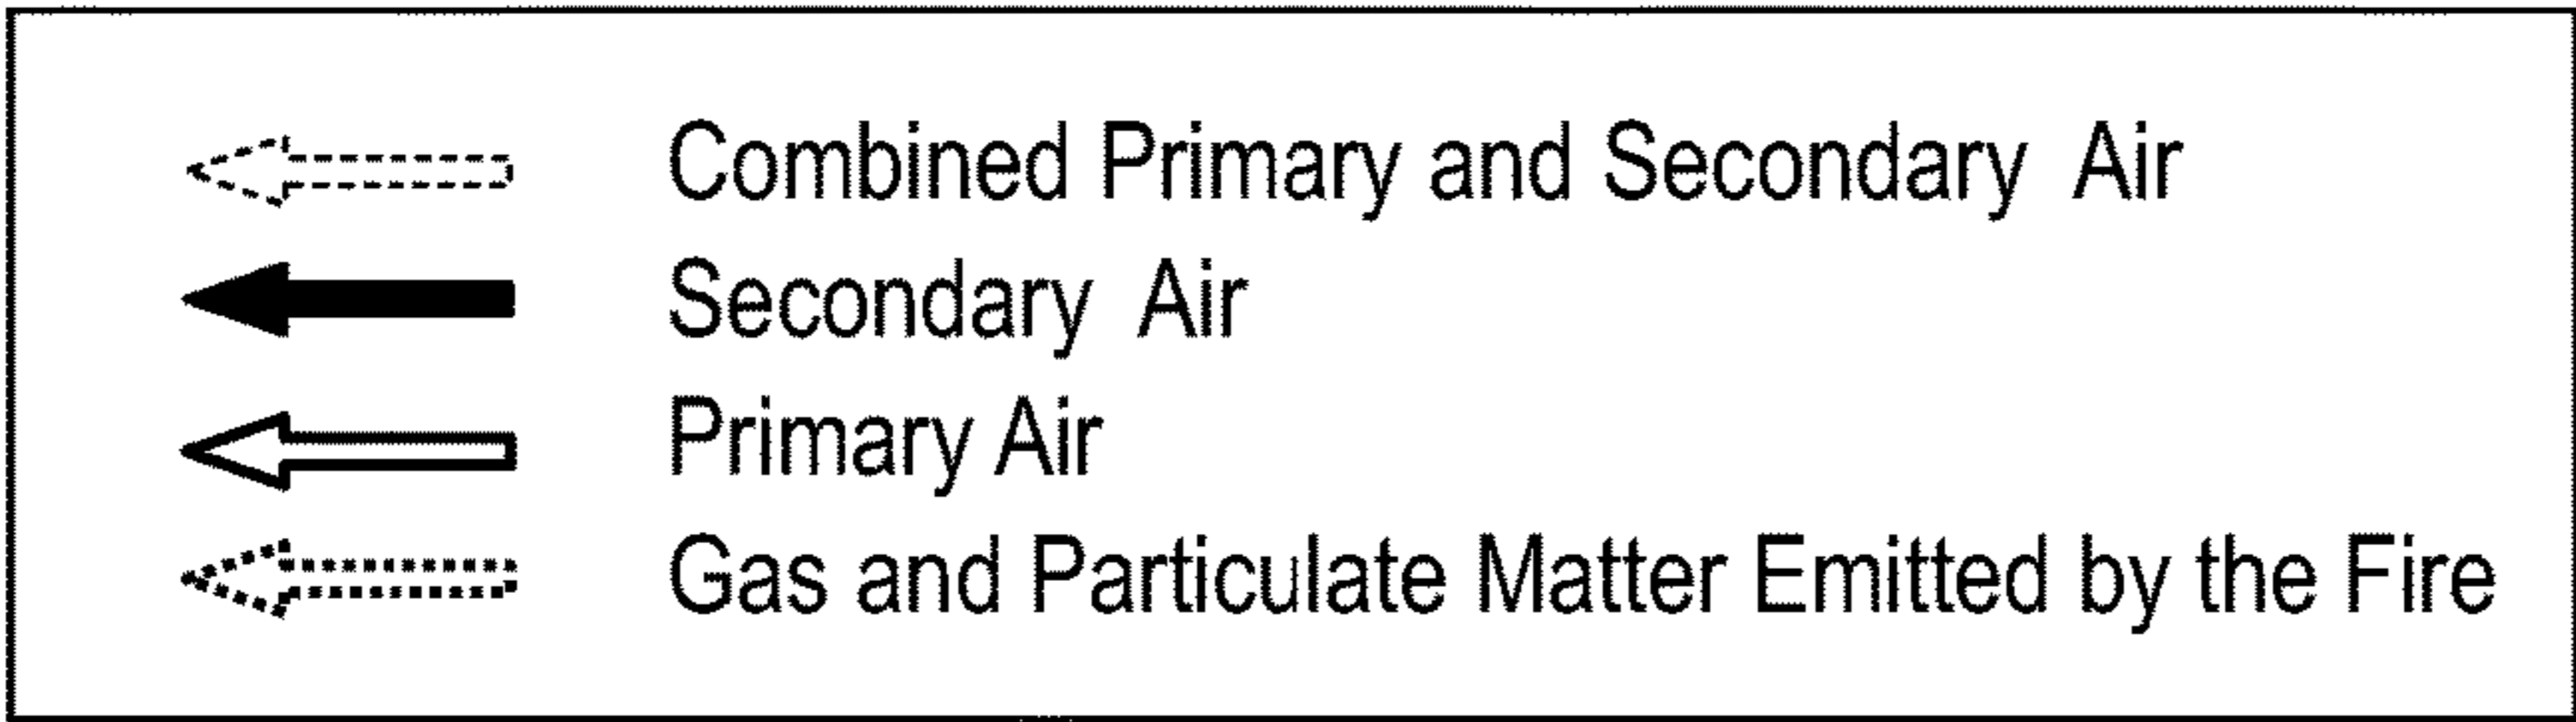 Combined Primary and Secondary Air
Secondary Air
Primary Air
Gas and Particulate Matter Emitted by the Fire